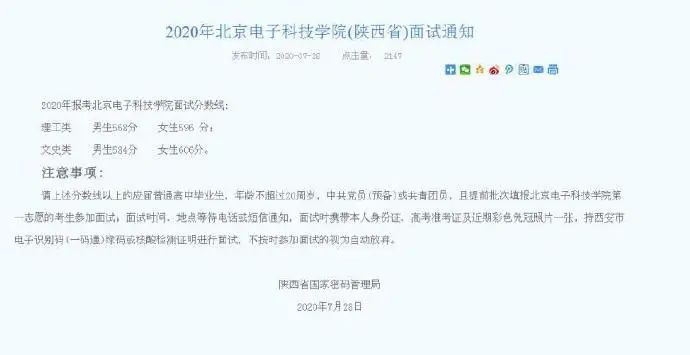 2020年北京电子科技学院(陕西省)面试通知
发布时间: 2020-07-28 点击量: 2147
2020年报考北京电子科技学院面试分数线:
理工类 男生568分 女生596 分;
文史类 男生584分 女生606分。
注意事项:
请上述分数线以上的应届普通高中毕业生，年龄不超过20周岁，中共党员(预备)或共青团员，且提前批次填报北京电子科技学院第
一志愿的考生参加面试；面试时间、地点等待电话或短信通知，面试时携带本人身份证、高考准考证及近期彩色免冠照片一张，持西安市
电子识别码(一码通)绿码或核酸检测证明进行面试，不按时参加面试的视为自动放弃。
陕西省国家密码管理局
2020年7月28日